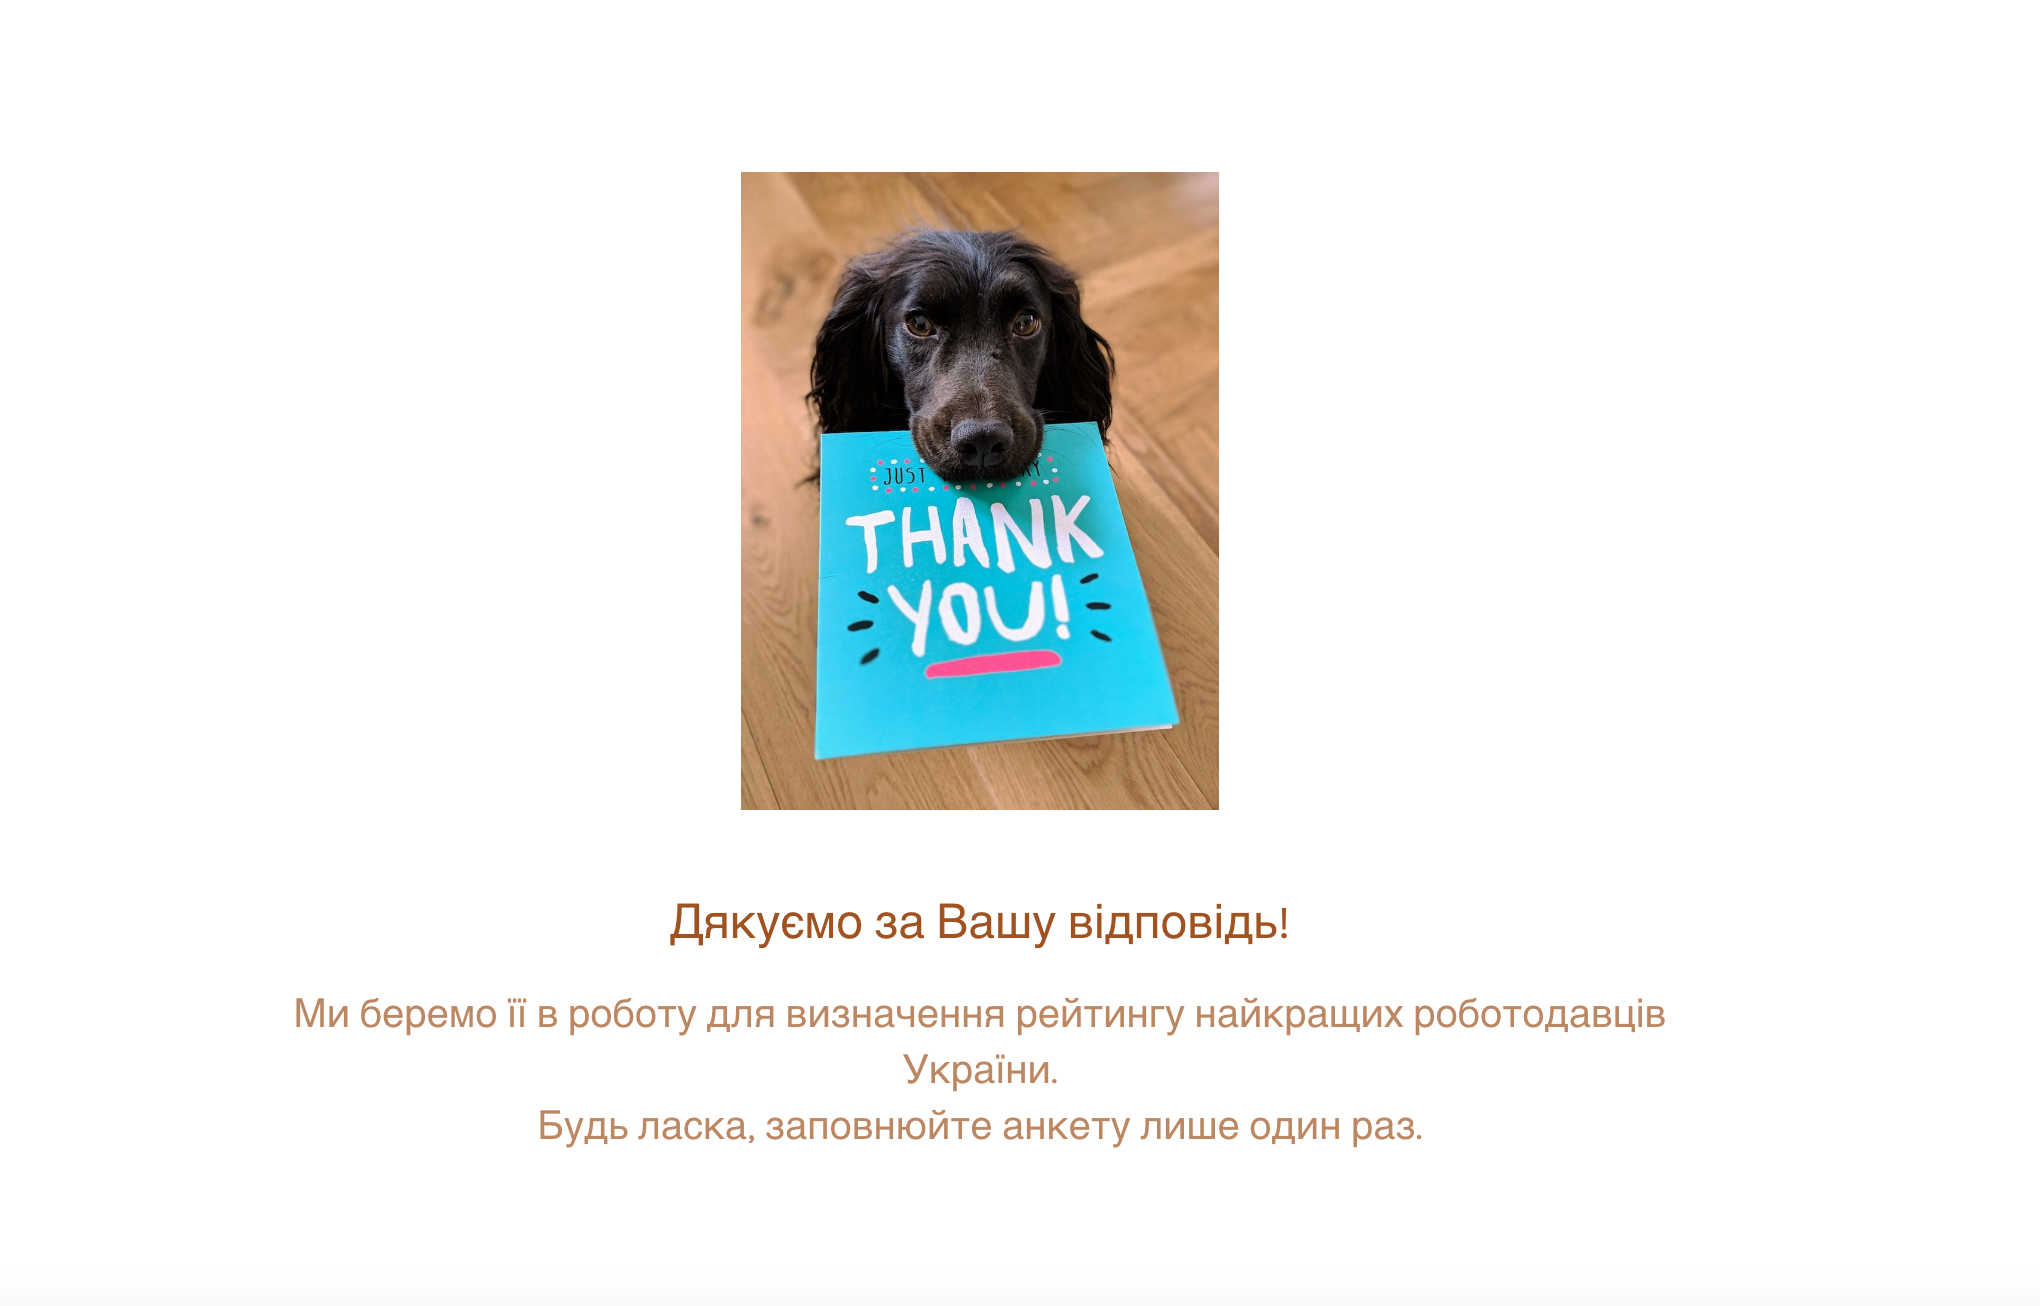 JUST
THANK
YOU!
Дякуємо за Вашу відповідь!
Ми беремо її в роботу для визначення рейтингу найкращих роботодавців
України.
Будь ласка, заповнюйте анкету лише один раз.